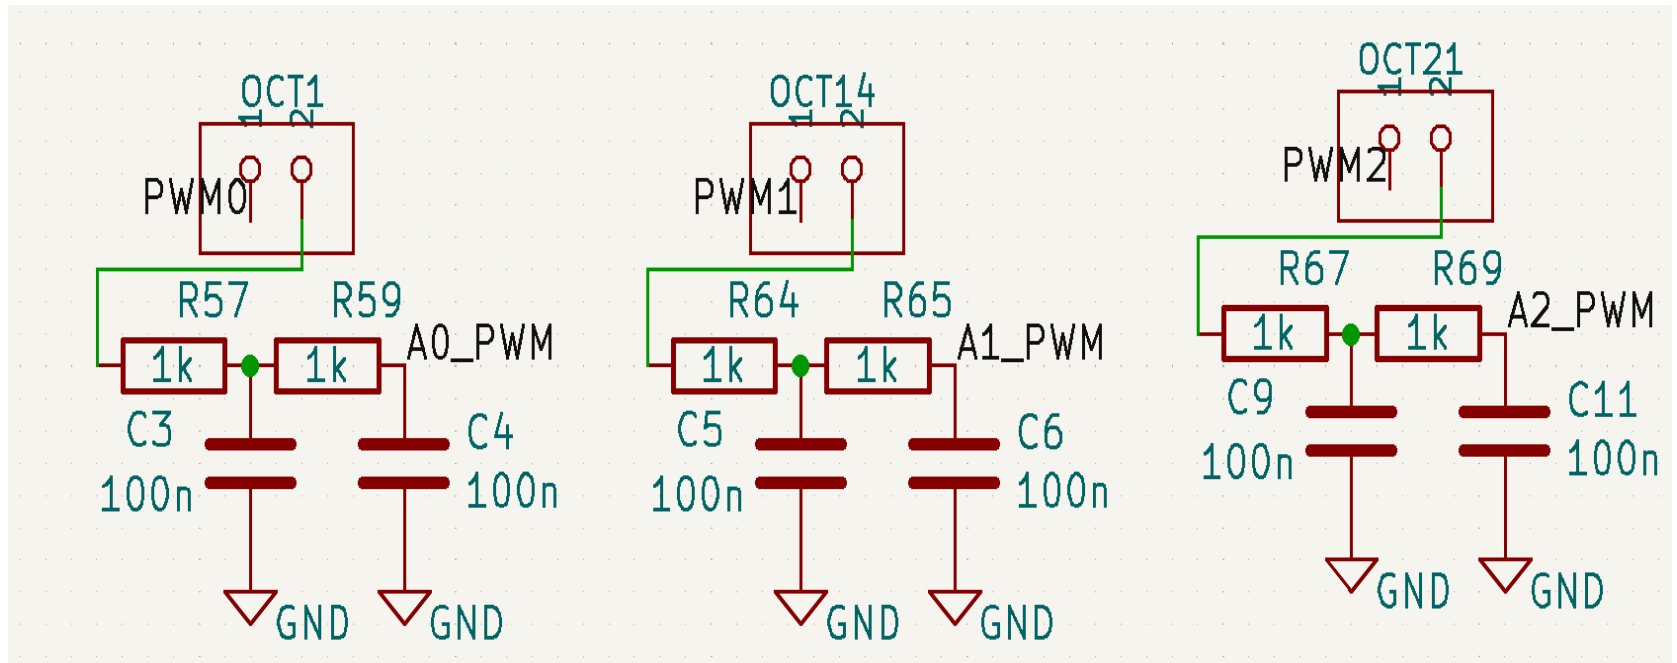 OCT1
1 2
PWM0
R57 R59
1k 1k
A0_PWM
C3 C4
100n 100n
GND GND
OCT14
1 2
PWM1
R64 R65
1k 1k
A1_PWM
C5 C6
100n 100n
GND GND
OCT21
1 2
PWM2
R67 R69
1k 1k
A2_PWM
C9 C11
100n 100n
GND GND